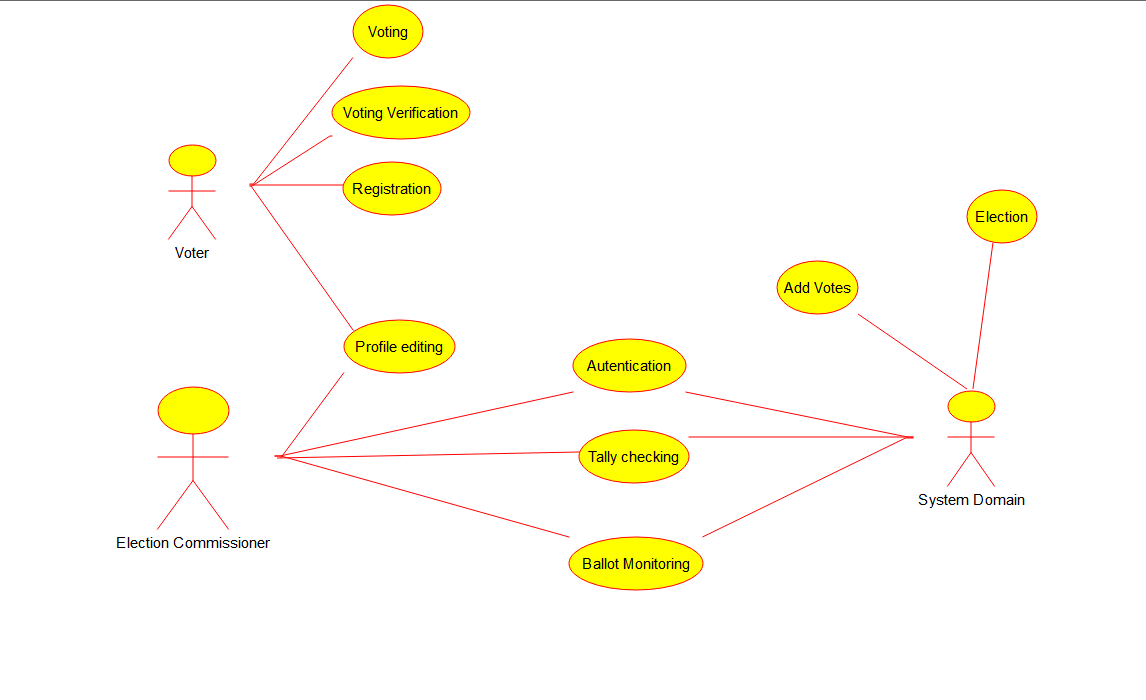 Voting
Voting Verification
Registration
Voter
Election
Add Votes
Profile editing
Autentication
Tally checking
System Domain
Election Commissioner
Ballot Monitoring